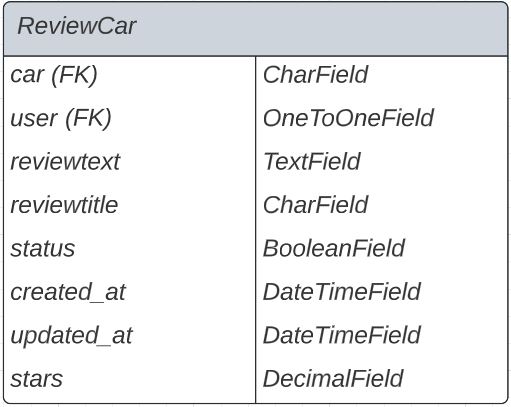 ReviewCar
car (FK) CharField
user (FK) OneToOneField
reviewtext TextField
reviewtitle CharField
status BooleanField
created_at DateTimeField
updated_at DateTimeField
stars DecimalField